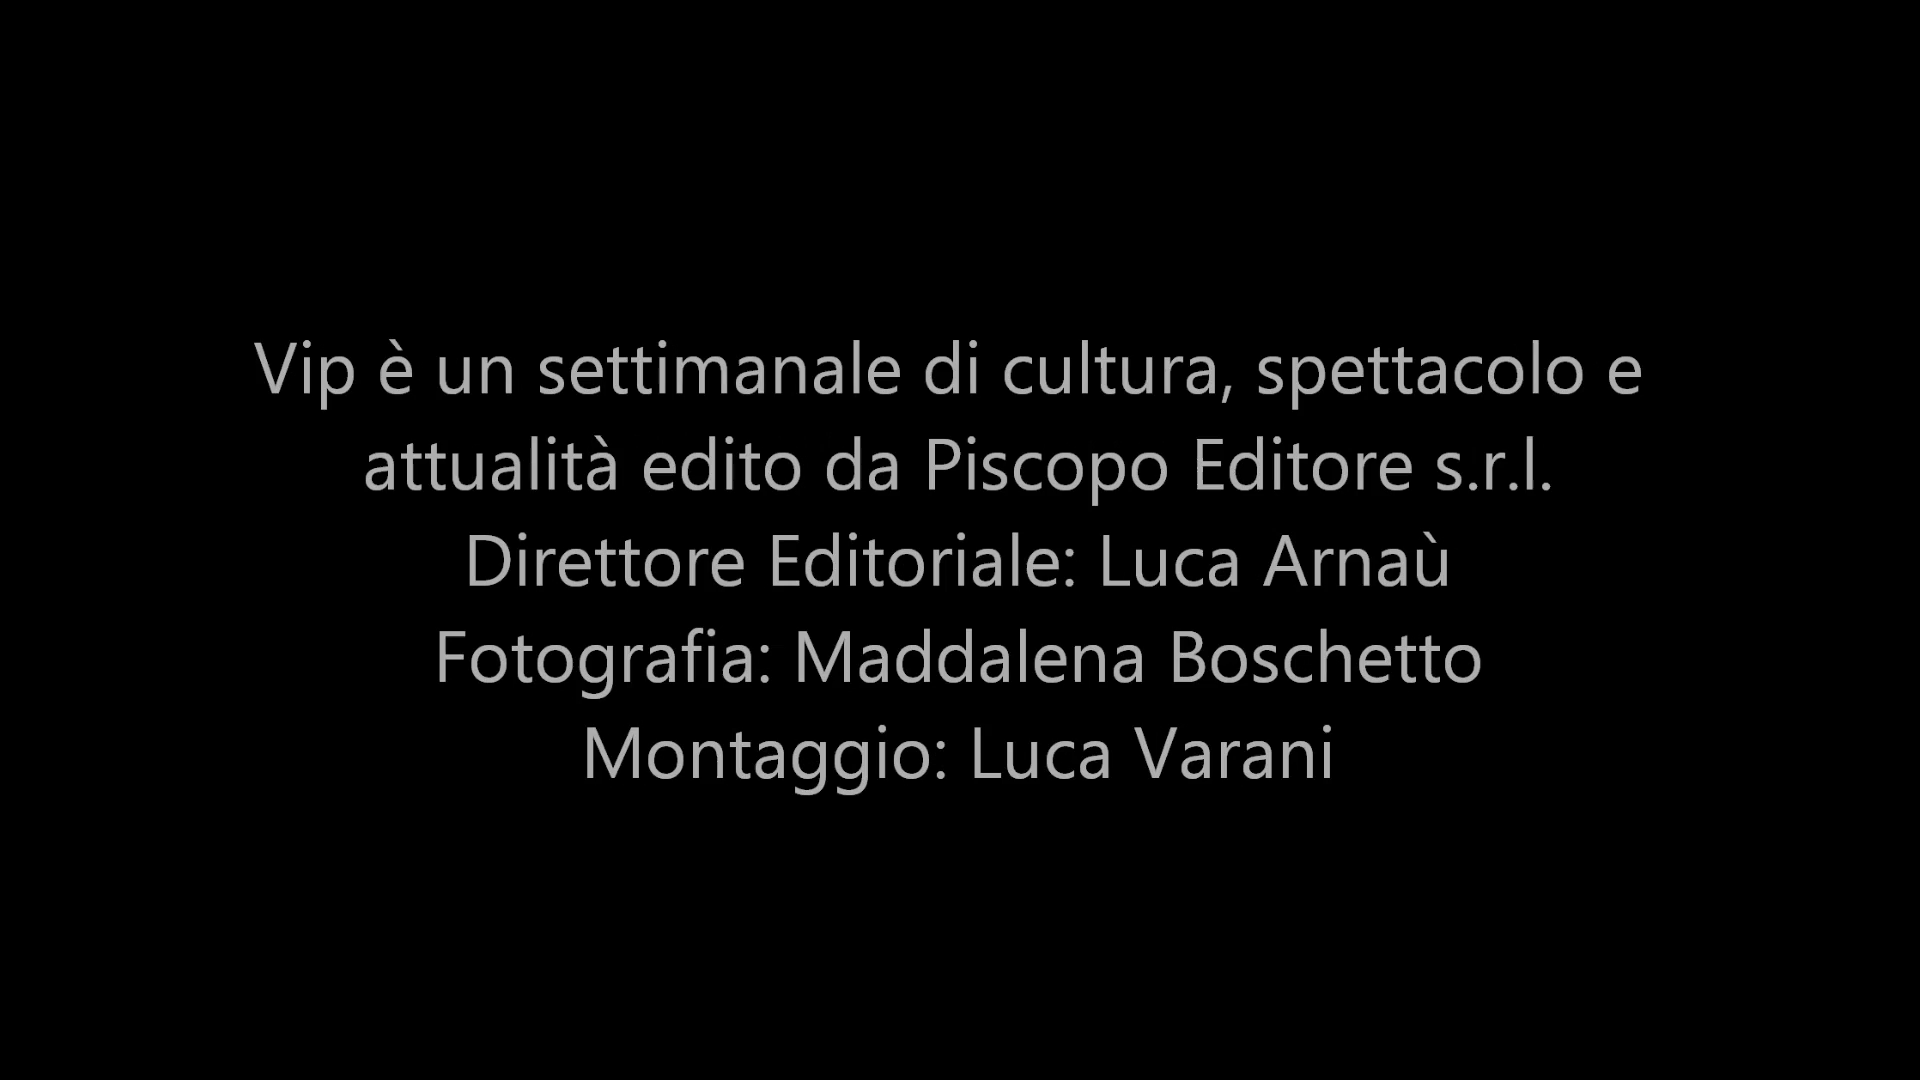 Vip è un settimanale di cultura, spettacolo e
attualità edito da Piscopo Editore s.r.l.
Direttore Editoriale: Luca Arnaù
Fotografia: Maddalena Boschetto
Montaggio: Luca Varani